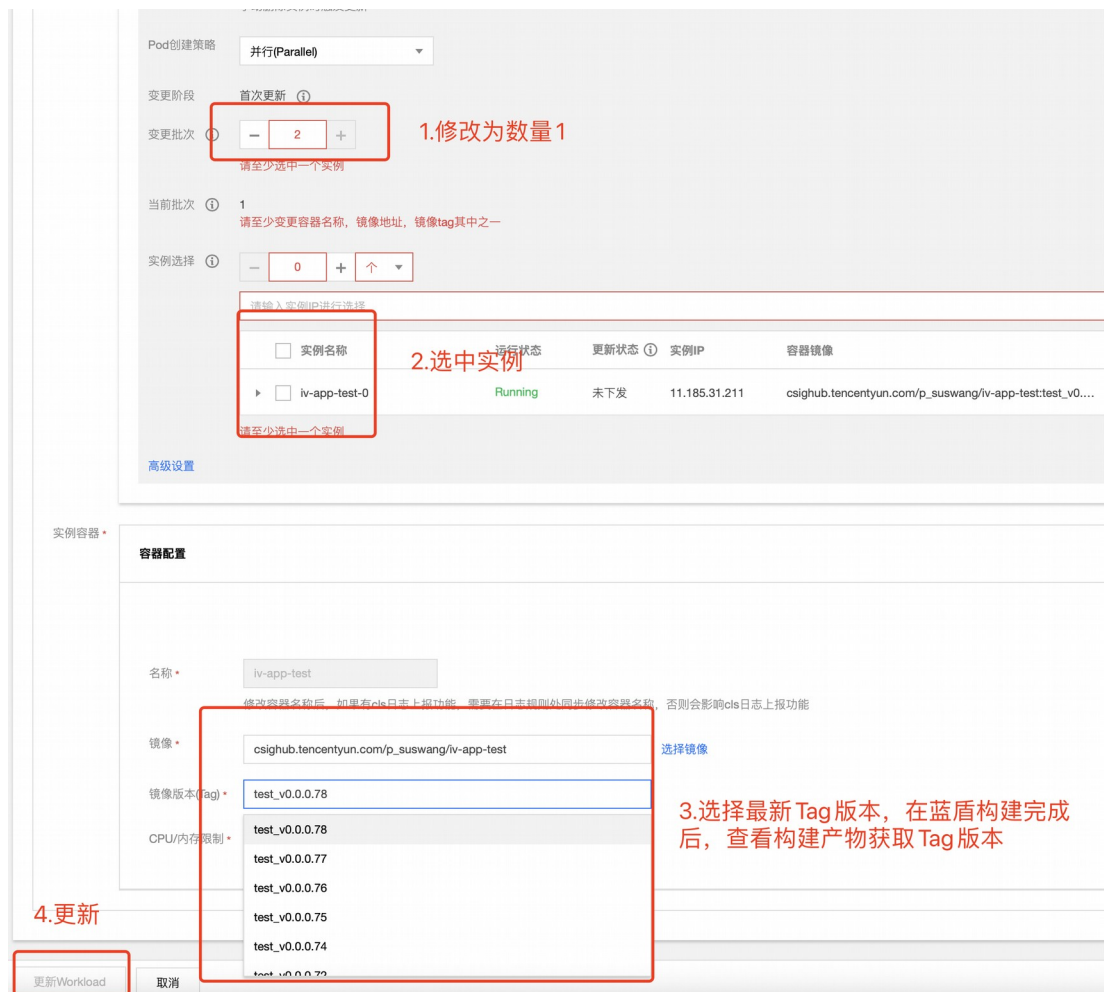 Pod创建策略
并行(Parallel)
变更阶段
首次更新
变更批次
2
1.修改为数量1
请至少选中一个实例
当前批次
1
请至少变更容器名称，镜像地址，镜像tag其中之一
实例选择
0
个
请输入实例IP进行选择
实例名称
运行状态
更新状态
实例IP
容器镜像
2.选中实例
iv-app-test-0
Running
未下发
11.185.31.211
csighub.tencentyun.com/p_suswang/iv-app-test:test_v0....
请至少选中一个实例
高级设置
实例容器*
容器配置
名称*
iv-app-test
修改容器名称后，如果有cls日志上报功能，需要在日志规则处同步修改容器名称，否则会影响cls日志上报功能
镜像*
csighub.tencentyun.com/p_suswang/iv-app-test
选择镜像
镜像版本(Tag)*
test_v0.0.0.78
CPU/内存限制*
test_v0.0.0.78
test_v0.0.0.77
test_v0.0.0.76
test_v0.0.0.75
test_v0.0.0.74
3.选择最新Tag版本，在蓝盾构建完成
后，查看构建产物获取Tag版本
4.更新
更新Workload
取消